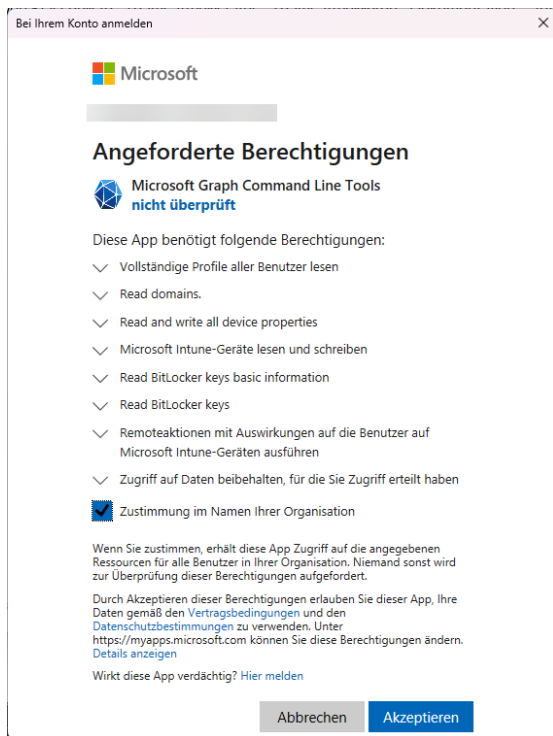 Bei Ihrem Konto anmelden
Microsoft
Angeforderte Berechtigungen
Microsoft Graph Command Line Tools
nicht überprüft
Diese App benötigt folgende Berechtigungen:
Vollständige Profile aller Benutzer lesen
Read domains.
Read and write all device properties
Microsoft Intune-Geräte lesen und schreiben
Read BitLocker keys basic information
Read BitLocker keys
Remoteaktionen mit Auswirkungen auf die Benutzer auf
Microsoft Intune-Geräten ausführen
Zugriff auf Daten beibehalten, für die Sie Zugriff erteilt haben
Zustimmung im Namen Ihrer Organisation
Wenn Sie zustimmen, erhält diese App Zugriff auf die angegebenen
Ressourcen für alle Benutzer in Ihrer Organisation. Niemand sonst wird
zur Überprüfung dieser Berechtigungen aufgefordert.
Durch Akzeptieren dieser Berechtigungen erlauben Sie dieser App, Ihre
Daten gemäß den Vertragsbedingungen und den
Datenschutzbestimmungen zu verwenden. Unter
https://myapps.microsoft.com können Sie diese Berechtigungen ändern.
Details anzeigen
Wirkt diese App verdächtig? Hier melden
Abbrechen
Akzeptieren